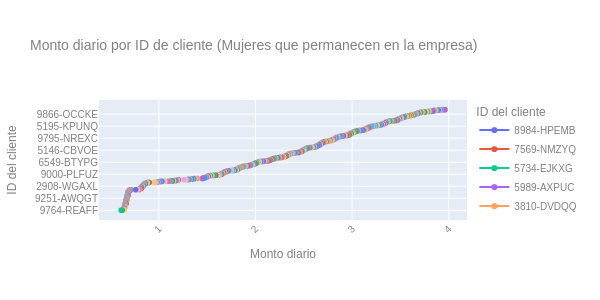 Monto diario por ID de cliente (Mujeres que permanecen en la empresa)
ID del cliente
9866-OCCKE
5195-KPUNQ
9795-NREXC
5146-CBVOE
6549-BTYPG
9000-PLFUZ
2908-WGAXL
9251-AWQGT
9764-REAFF
1
2
3
4
Monto diario
ID del cliente
8984-HPEMB
7569-NMZYQ
5734-EJKXG
5989-AXPUC
3810-DVDQQ